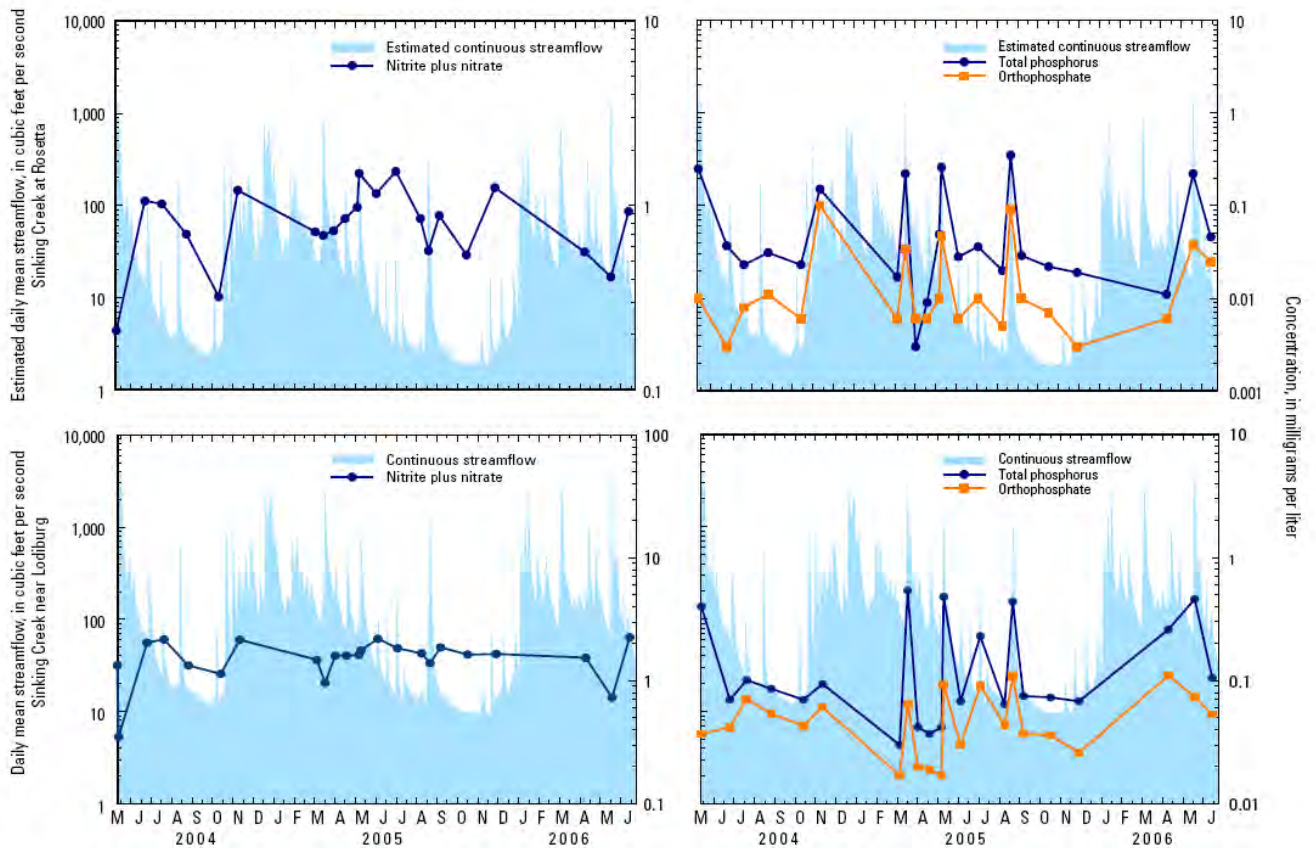 Estimated daily mean streamflow, in cubic feet per second
Sinking Creek at Rosetta
10,000
1,000
100
10
1
Estimated continuous streamflow
Nitrite plus nitrate
10
1
0.1
Estimated continuous streamflow
Total phosphorus
Orthophosphate
10
1
0.1
0.01
0.001
Concentration, in milligrams per liter
Daily mean streamflow, in cubic feet per second
Sinking Creek near Lodiburg
10,000
1,000
100
10
1
Continuous streamflow
Nitrite plus nitrate
100
10
1
0.1
M J J A S O N D J F M A M J J A S O N D J F M A M J
2004 2005 2006
Continuous streamflow
Total phosphorus
Orthophosphate
10
1
0.1
0.01
M J J A S O N D J F M A M J J A S O N D J F M A M J
2004 2005 2006